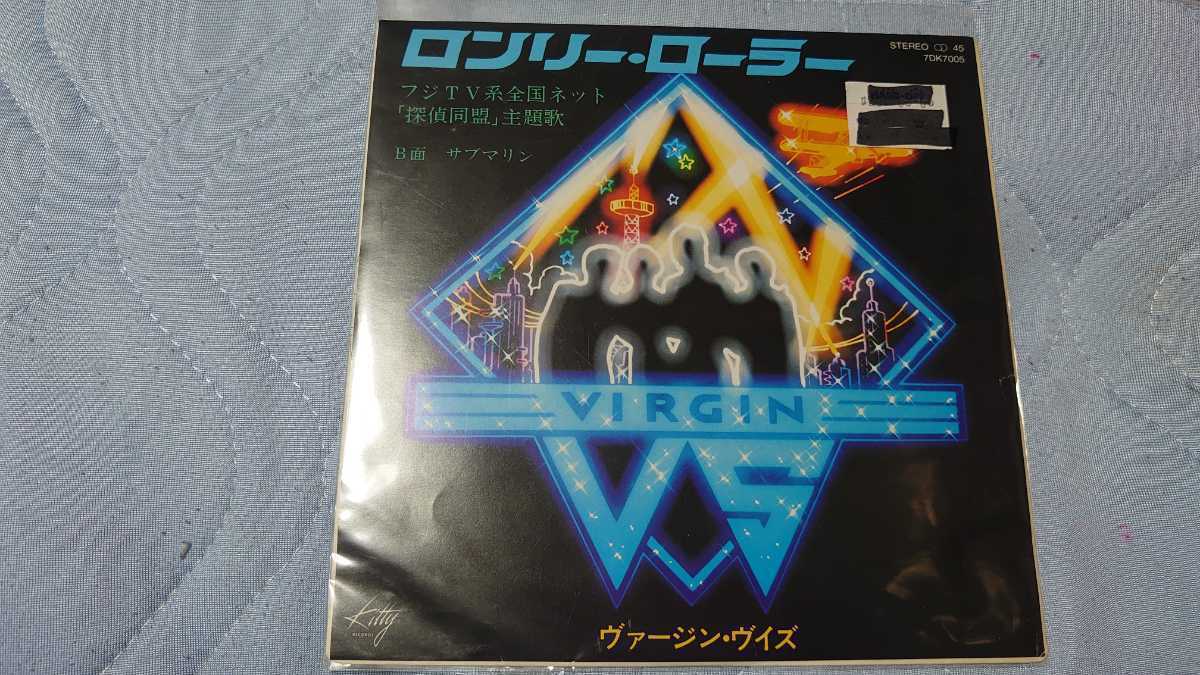 ロンリー・ローラー
STEREO 45
7DK7005
フジTV系全国ネット
「探偵同盟」主題歌
B面 サブマリン
VIRGIN
VS
Kitty
RECORDS
ヴァージン・ヴイズ